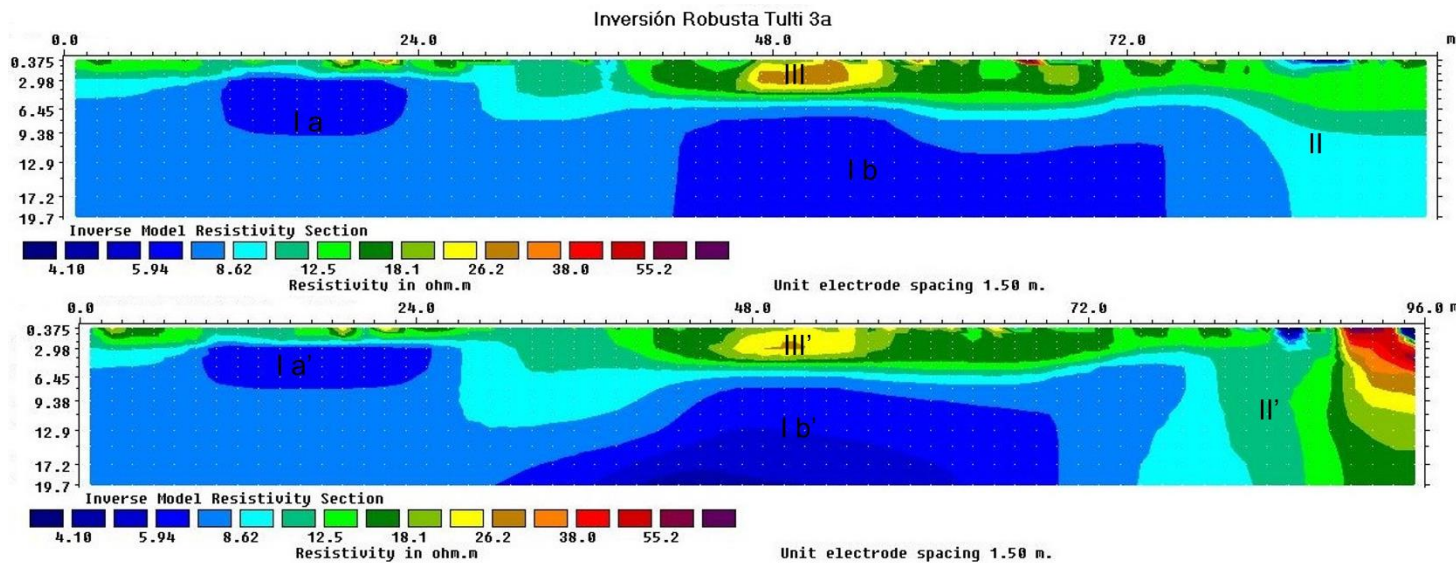 Inversión Robusta Tulti 3a
0.0 24.0 48.0 72.0 m
0.375
2.98
6.45
9.38
12.9
17.2
19.7
I a
III
I b
II
Inverse Model Resistivity Section
4.10 5.94 8.62 12.5 18.1 26.2 38.0 55.2
Resistivity in ohm.m Unit electrode spacing 1.50 m.
0.0 24.0 48.0 72.0 96.0 m
0.375
2.98
6.45
9.38
12.9
17.2
19.7
I a’
III’
I b’
II’
Inverse Model Resistivity Section
4.10 5.94 8.62 12.5 18.1 26.2 38.0 55.2
Resistivity in ohm.m Unit electrode spacing 1.50 m.